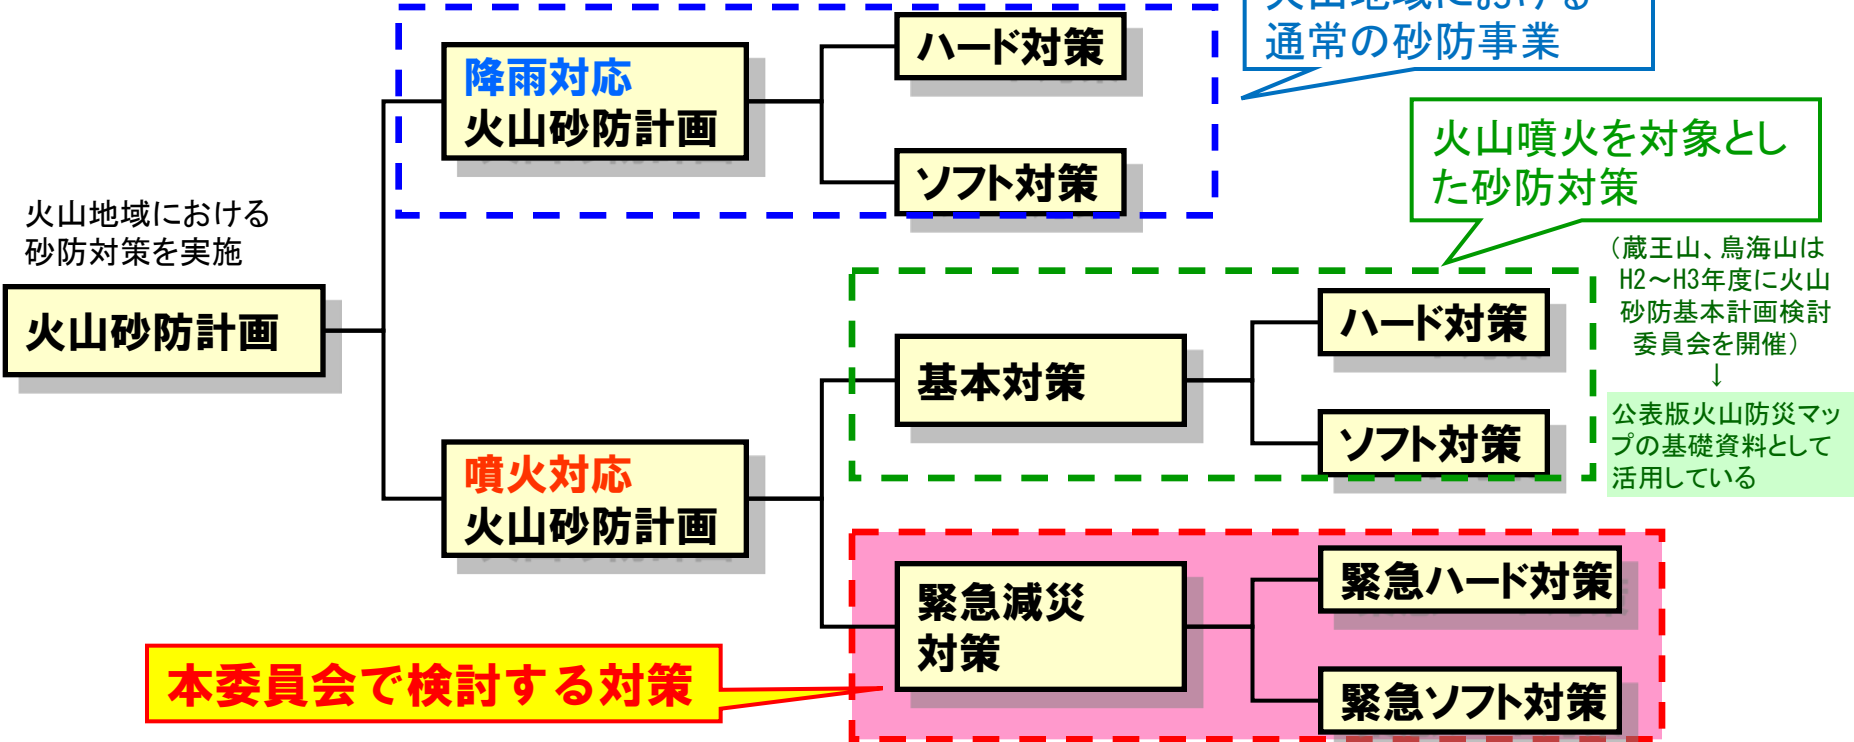 火山地域における
通常の砂防事業
ハード対策
降雨対応
火山砂防計画
ソフト対策
火山噴火を対象とし
た砂防対策
火山地域における
砂防対策を実施
火山砂防計画
（蔵王山、鳥海山は
H2～H3年度に火山
砂防基本計画検討
委員会を開催）
↓
公表版火山防災マッ
プの基礎資料として
活用している
ハード対策
基本対策
ソフト対策
噴火対応
火山砂防計画
緊急減災
対策
緊急ハード対策
緊急ソフト対策
本委員会で検討する対策